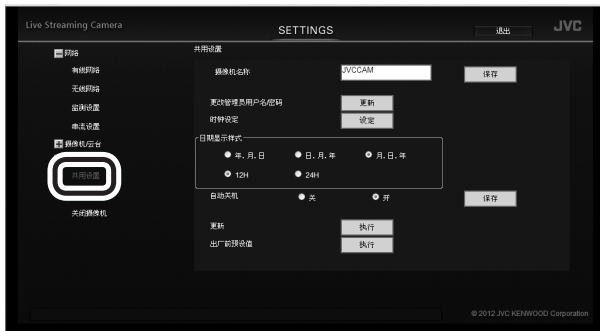 Live Streaming Camera
SETTINGS
退出
JVC
网路
有线网路
无线网路
监测设置
串流设置
摄像机/云台
共用设置
关闭摄像机
共用设置
摄像机名称
JVCCAM
保存
更改管理员用户名/密码
更新
时钟设定
设定
日期显示样式
年.月.日
日.月.年
月.日.年
12H
24H
自动关机
关
开
保存
更新
执行
出厂前预设值
执行
© 2012 JVC KENWOOD Corporation